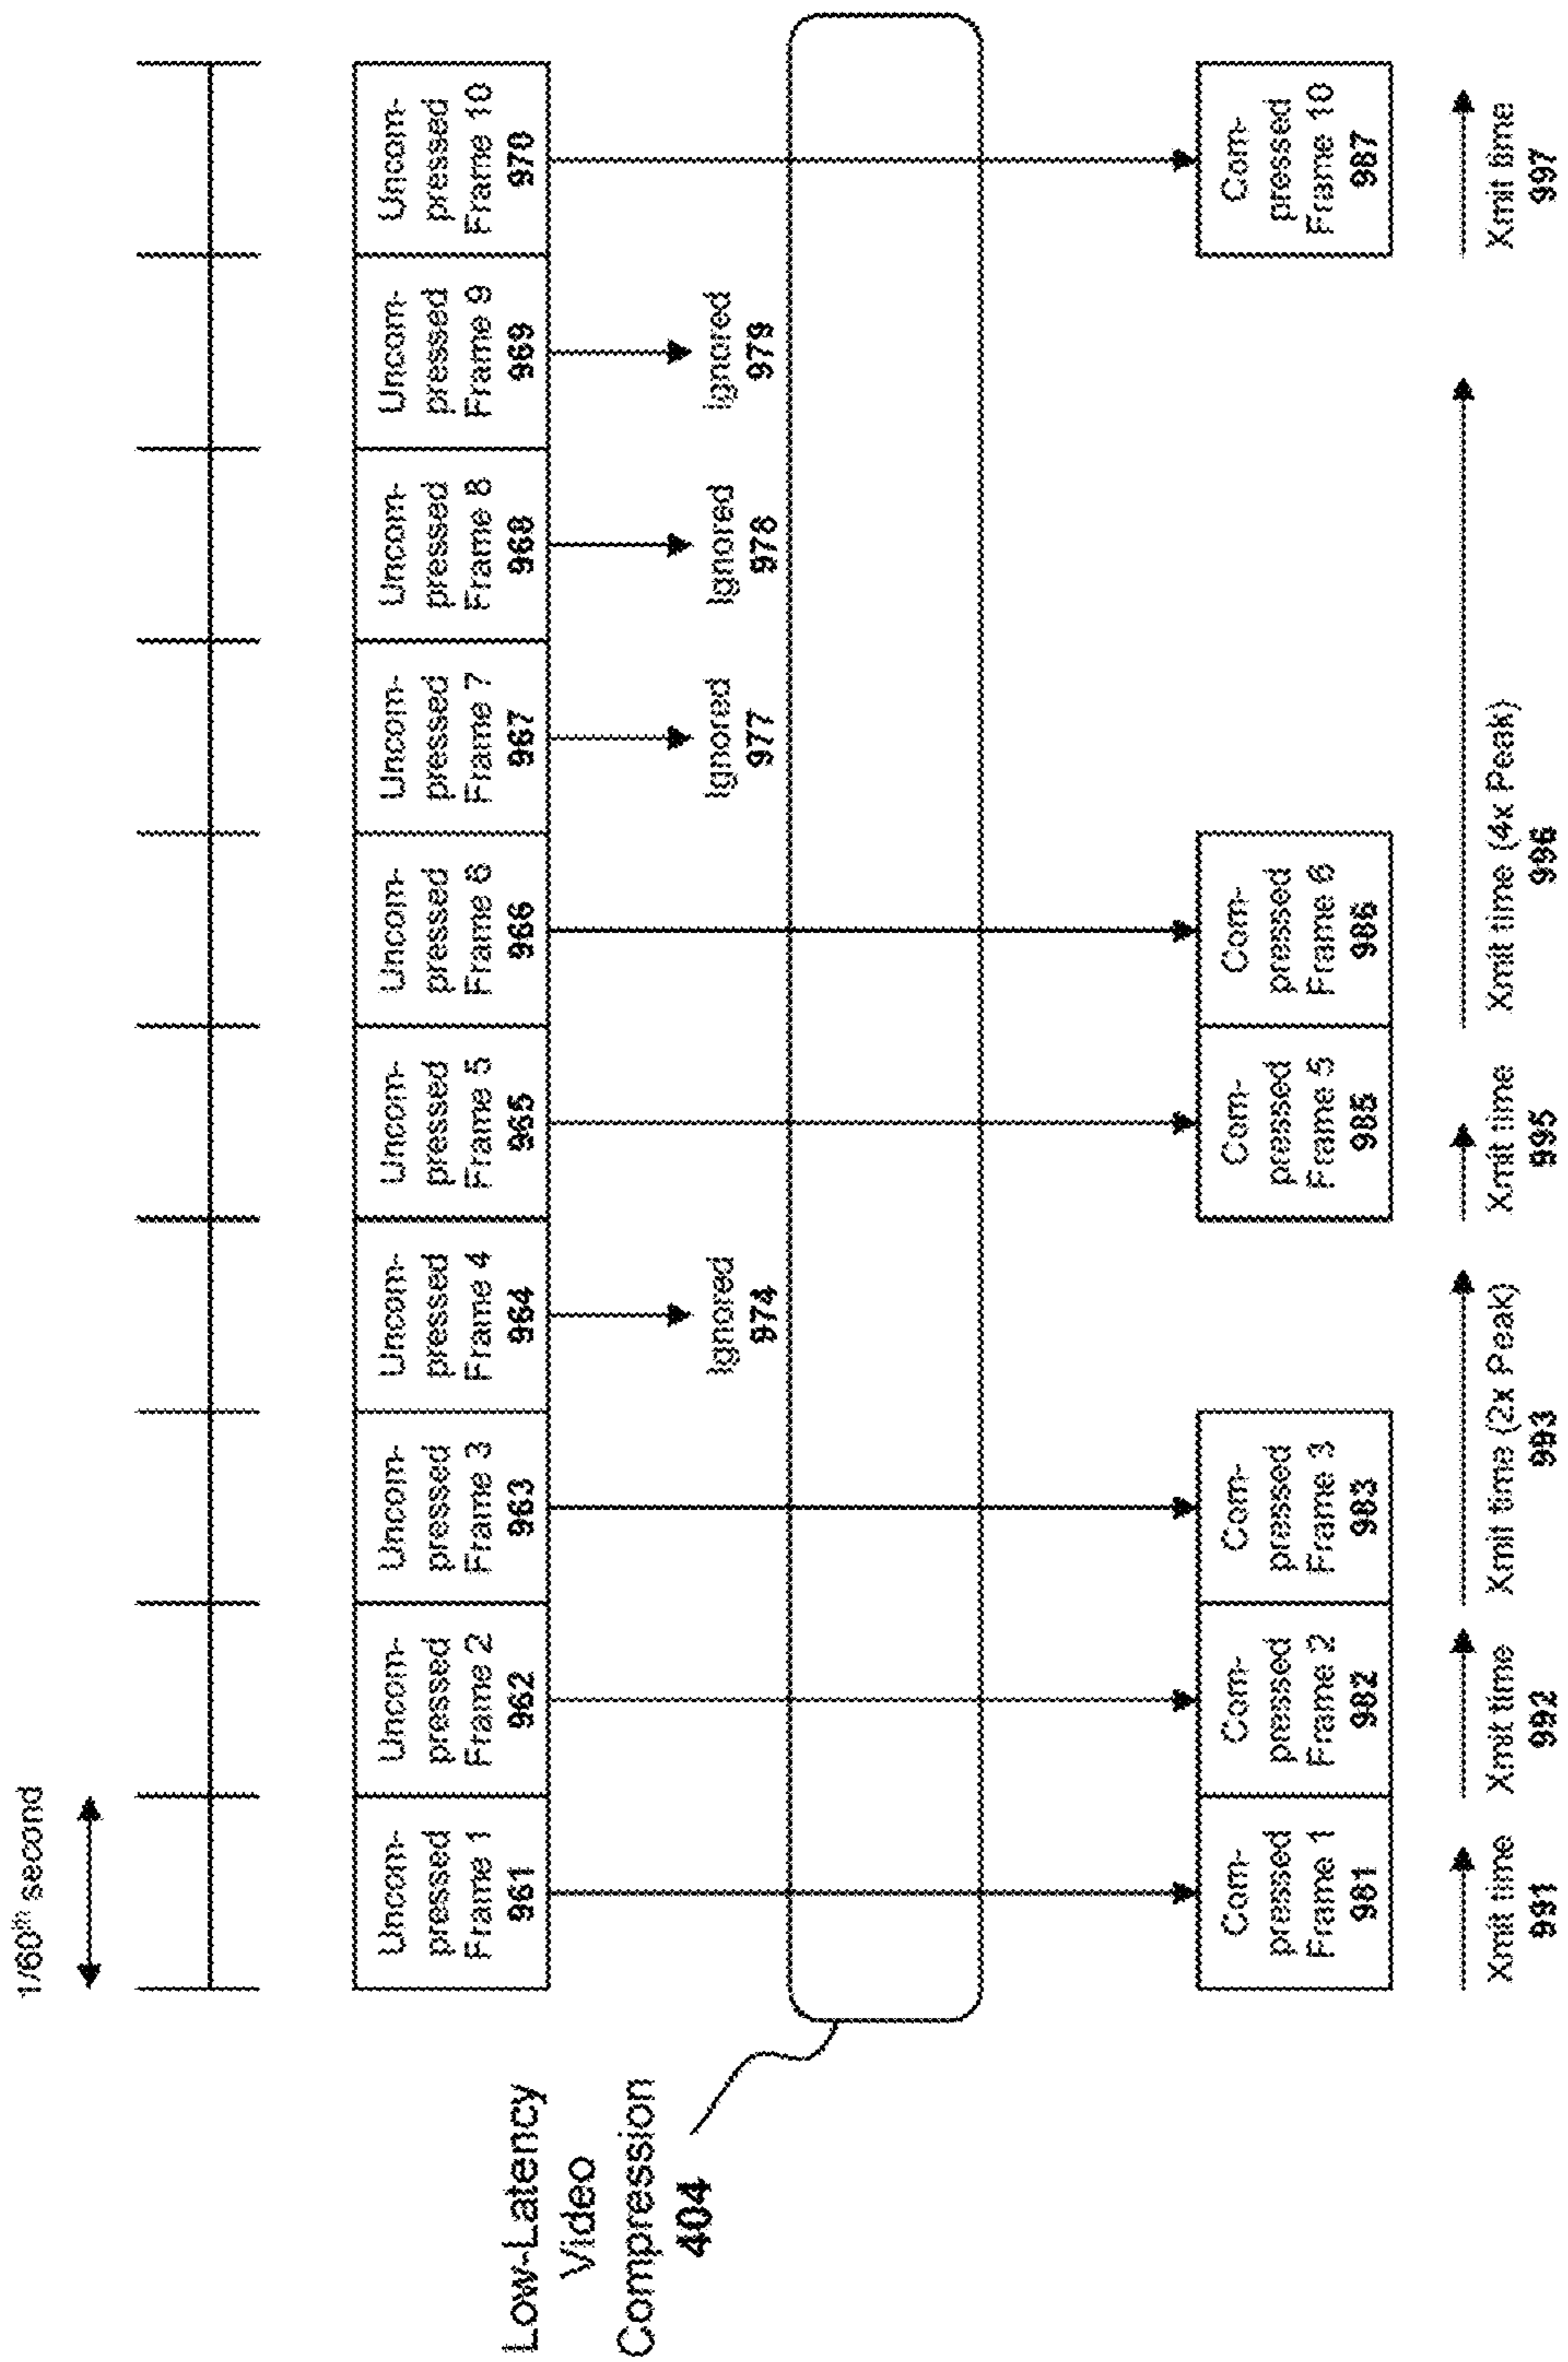 1/60th second
Uncom-
pressed
Frame 1
961
Uncom-
pressed
Frame 2
962
Uncom-
pressed
Frame 3
963
Uncom-
pressed
Frame 4
964
Uncom-
pressed
Frame 5
965
Uncom-
pressed
Frame 6
966
Uncom-
pressed
Frame 7
967
Uncom-
pressed
Frame 8
968
Uncom-
pressed
Frame 9
969
Uncom-
pressed
Frame 10
970
Ignored
974
Ignored
977
Ignored
978
Ignored
979
Low-Latency
Video
Compression
404
Com-
pressed
Frame 1
981
Com-
pressed
Frame 2
982
Com-
pressed
Frame 3
983
Com-
pressed
Frame 5
985
Com-
pressed
Frame 6
986
Com-
pressed
Frame 10
987
Xmit time
991
Xmit time
992
Xmit time (2x Peak)
993
Xmit time
995
Xmit time (4x Peak)
996
Xmit time
997